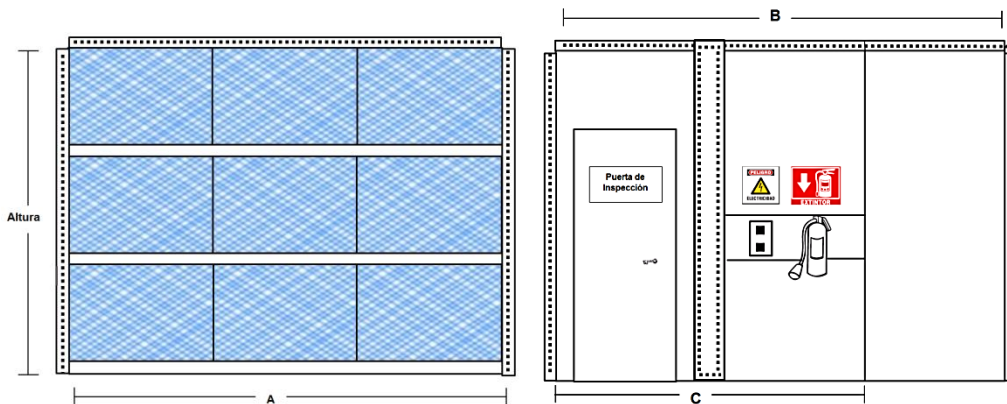 Altura
A
B
Puerta de
Inspección
PELIGRO
ELECTRICIDAD
EXTINTOR
C